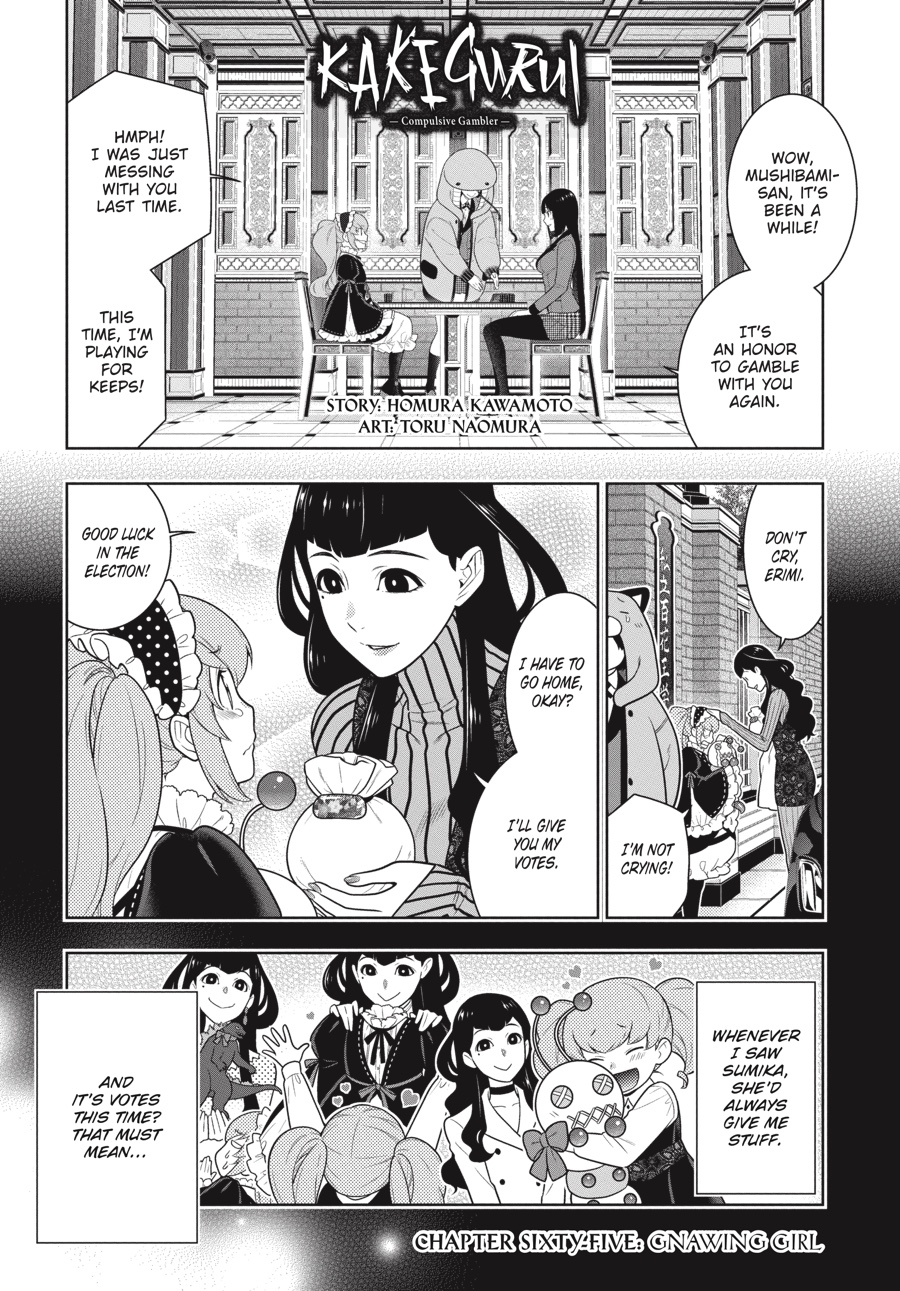 KAKEGURUI
— Compulsive Gambler —
WOW,
MUSHIBAMI-
SAN, IT'S
BEEN A
WHILE!
IT'S
AN HONOR
TO GAMBLE
WITH YOU
AGAIN.
HMPH!
I WAS JUST
MESSING
WITH YOU
LAST TIME.
THIS
TIME, I'M
PLAYING
FOR
KEEPS!
STORY: HOMURA KAWAMOTO
ART: TORU NAOMURA
DON'T
CRY,
ERIMI.
I'M NOT
CRYING!
I HAVE TO
GO HOME,
OKAY?
I'LL GIVE
YOU MY
VOTES.
GOOD LUCK
IN THE
ELECTION!
WHENEVER
I SAW
SUMIKA,
SHE'D
ALWAYS
GIVE ME
STUFF.
AND
IT'S VOTES
THIS TIME?
THAT MUST
MEAN...
CHAPTER SIXTY-FIVE: GNAWING GIRL